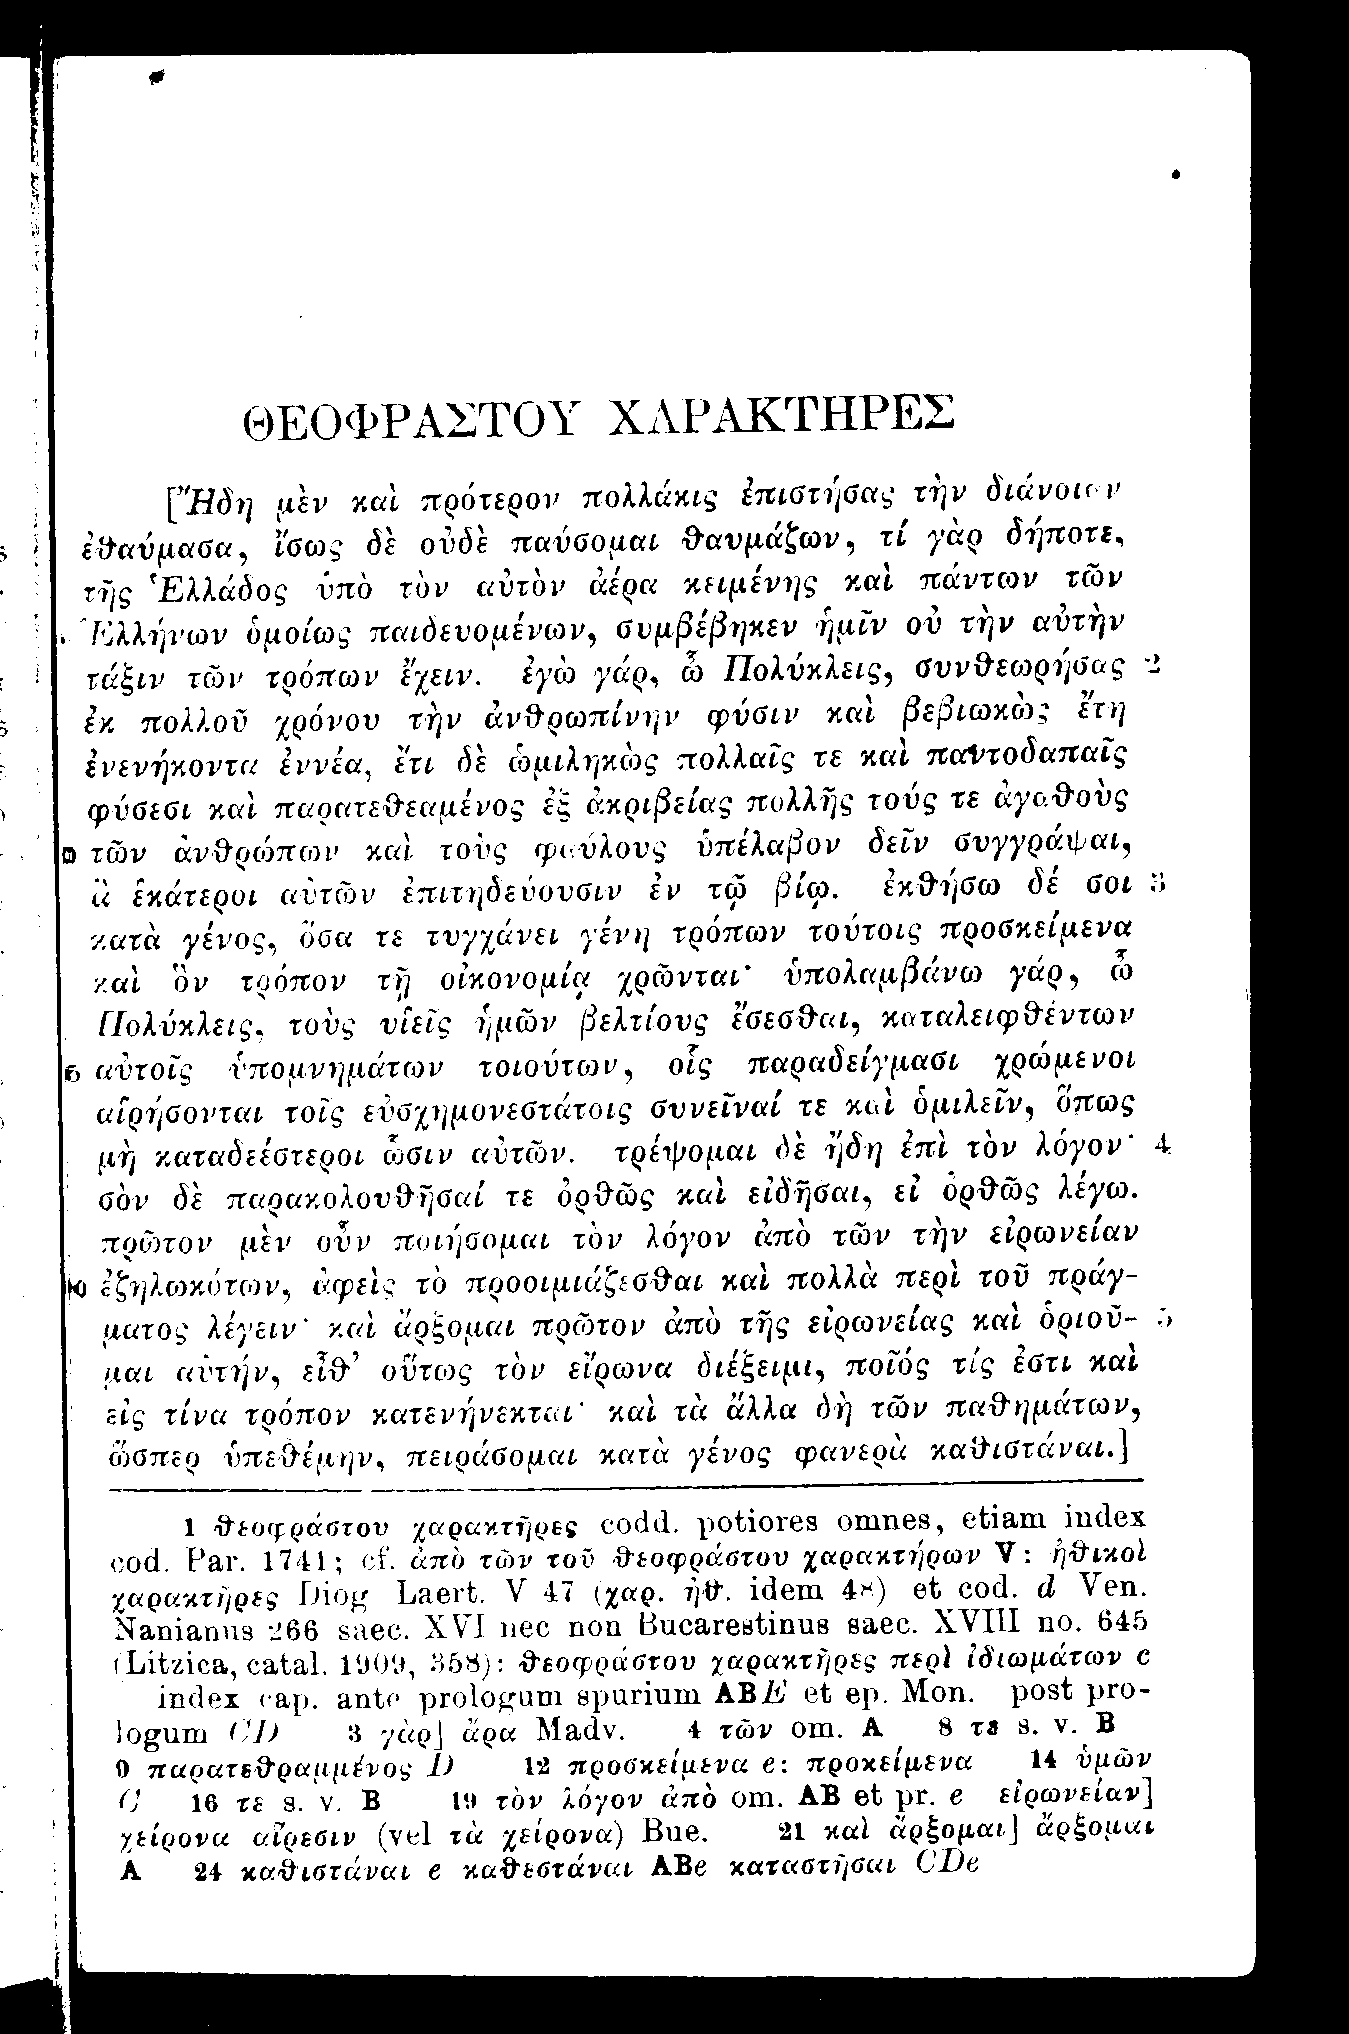 ΘΕΟΦΡΑΣΤΟΥ ΧΑΡΑΚΤΗΡΕΣ
[Ἤδη μὲν καὶ πρότερον πολλάκις ἐπιστήσας τὴν διάνοιαν
ἐθαύμασα, ἴσως δὲ οὐδὲ παύσομαι θαυμάζων, τί γὰρ δήποτε,
τῆς Ἑλλάδος ὑπὸ τὸν αὐτὸν ἀέρα κειμένης καὶ πάντων τῶν
Ἑλλήνων ὁμοίως παιδευομένων, συμβέβηκεν ἡμῖν οὐ τὴν αὐτὴν
τάξιν τῶν τρόπων ἔχειν. ἐγὼ γάρ, ὦ Πολύκλεις, συνθεωρήσας 2
ἐκ πολλοῦ χρόνου τὴν ἀνθρωπίνην φύσιν καὶ βεβιωκὼς ἔτη
ἐνενήκοντα ἐννέα, ἔτι δὲ ὡμιληκὼς πολλαῖς τε καὶ παντοδαπαῖς
φύσεσι καὶ παρατεθεαμένος ἐξ ἀκριβείας πολλῆς τούς τε ἀγαθοὺς
τῶν ἀνθρώπων καὶ τοὺς φαύλους ὑπέλαβον δεῖν συγγράψαι,
ἃ ἑκάτεροι αὐτῶν ἐπιτηδεύουσιν ἐν τῷ βίῳ. ἐκθήσω δέ σοι 3
κατὰ γένος, ὅσα τε τυγχάνει γένη τρόπων τούτοις προσκείμενα
καὶ ὃν τρόπον τῇ οἰκονομίᾳ χρῶνται· ὑπολαμβάνω γάρ, ὦ
Πολύκλεις, τοὺς υἱεῖς ἡμῶν βελτίους ἔσεσθαι, καταλειφθέντων
5 αὐτοῖς ὑπομνημάτων τοιούτων, οἷς παραδείγμασι χρώμενοι
αἱρήσονται τοῖς εὐσχημονεστάτοις συνεῖναί τε καὶ ὁμιλεῖν, ὅπως
μὴ καταδεέστεροι ὦσιν αὐτῶν. τρέψομαι δὲ ἤδη ἐπὶ τὸν λόγον· 4
σὸν δὲ παρακολουθῆσαί τε ὀρθῶς καὶ εἰδῆσαι, εἰ ὀρθῶς λέγω.
πρῶτον μὲν οὖν ποιήσομαι τὸν λόγον ἀπὸ τῶν τὴν εἰρωνείαν
ἐζηλωκότων, ἀφεὶς τὸ προοιμιάζεσθαι καὶ πολλὰ περὶ τοῦ πράγ-
ματος λέγειν· καὶ ἄρξομαι πρῶτον ἀπὸ τῆς εἰρωνείας καὶ ὁριοῦ- 5
μαι αὐτήν, εἶθ' οὕτως τὸν εἴρωνα διέξειμι, ποῖός τίς ἐστι καὶ
εἰς τίνα τρόπον κατενήνεκται· καὶ τὰ ἄλλα δὴ τῶν παθημάτων,
ὥσπερ ὑπεθέμην, πειράσομαι κατὰ γένος φανερὰ καθιστάναι.]
1 θεοφράστου χαρακτῆρες codd. potiores omnes, etiam index
cod. Par. 1741; cf. ἀπὸ τῶν τοῦ θεοφράστου χαρακτήρων V: ἠθικοὶ
χαρακτῆρες Diog Laert. V 47 (χαρ. ἠθ. idem 48) et cod. d Ven.
Nanianus 266 saec. XVI nec non Bucarestinus saec. XVIII no. 645
(Litzica, catal. 1909, 358): θεοφράστου χαρακτῆρες περὶ ἰδιωμάτων c
index cap. ante prologum spurium ABE et ep. Mon. post pro-
logum CD 3 γὰρ] ἄρα Madv. 4 τῶν om. A 8 τε s. v. B
9 παρατεθραμμένος D 12 προσκείμενα e: προκείμενα 14 ὑμῶν
C 16 τε s. v. B 19 τὸν λόγον ἀπὸ om. AB et pr. e εἰρωνείαν]
χείρονα αἵρεσιν (vel τὰ χείρονα) Bue. 21 καὶ ἄρξομαι] ἄρξομαι
A 24 καθιστάναι e καθεστάναι ABe καταστῆσαι CDe